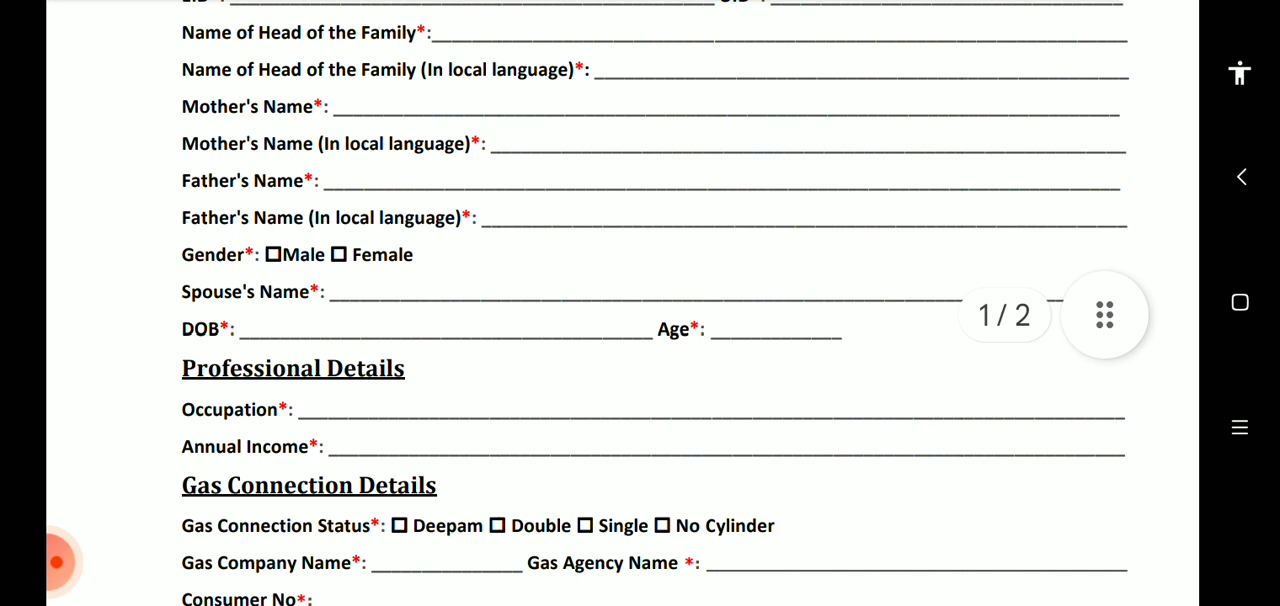 Name of Head of the Family*:
Name of Head of the Family (In local language)*:
Mother's Name*:
Mother's Name (In local language)*:
Father's Name*:
Father's Name (In local language)*:
Gender*: ☐Male ☐ Female
Spouse's Name*:
1 / 2
DOB*: Age*:
Professional Details
Occupation*:
Annual Income*:
Gas Connection Details
Gas Connection Status*: ☐ Deepam ☐ Double ☐ Single ☐ No Cylinder
Gas Company Name*: Gas Agency Name *:
Consumer No*: